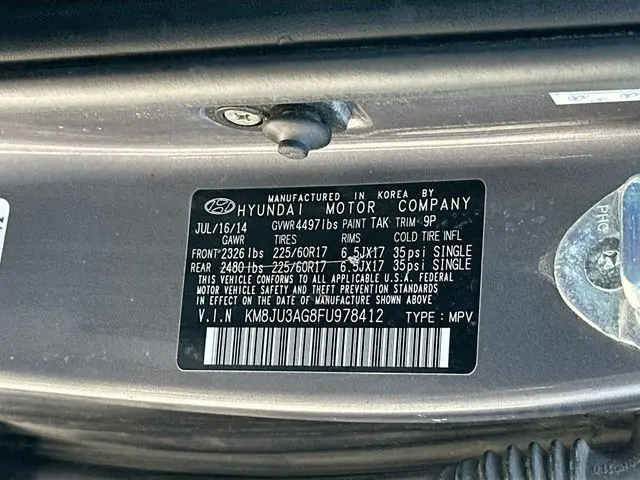 MANUFACTURED IN KOREA BY
HYUNDAI MOTOR COMPANY
JUL/16/14 GVWR 4497lbs PAINT TAK TRIM 9P
GAWR TIRES RIMS COLD TIRE INFL
FRONT 2326lbs 225/60R17 6.5JX17 35psi SINGLE
REAR 2480lbs 225/60R17 6.5JX17 35psi SINGLE
THIS VEHICLE CONFORMS TO ALL APPLICABLE U.S.A FEDERAL
MOTOR VEHICLE SAFETY AND THEFT PREVENTION STANDARDS
IN EFFECT ON THE DATE OF MANUFACTURE SHOWN ABOVE.
V.I.N KM8JU3AG8FU978412 TYPE: MPV
PHC